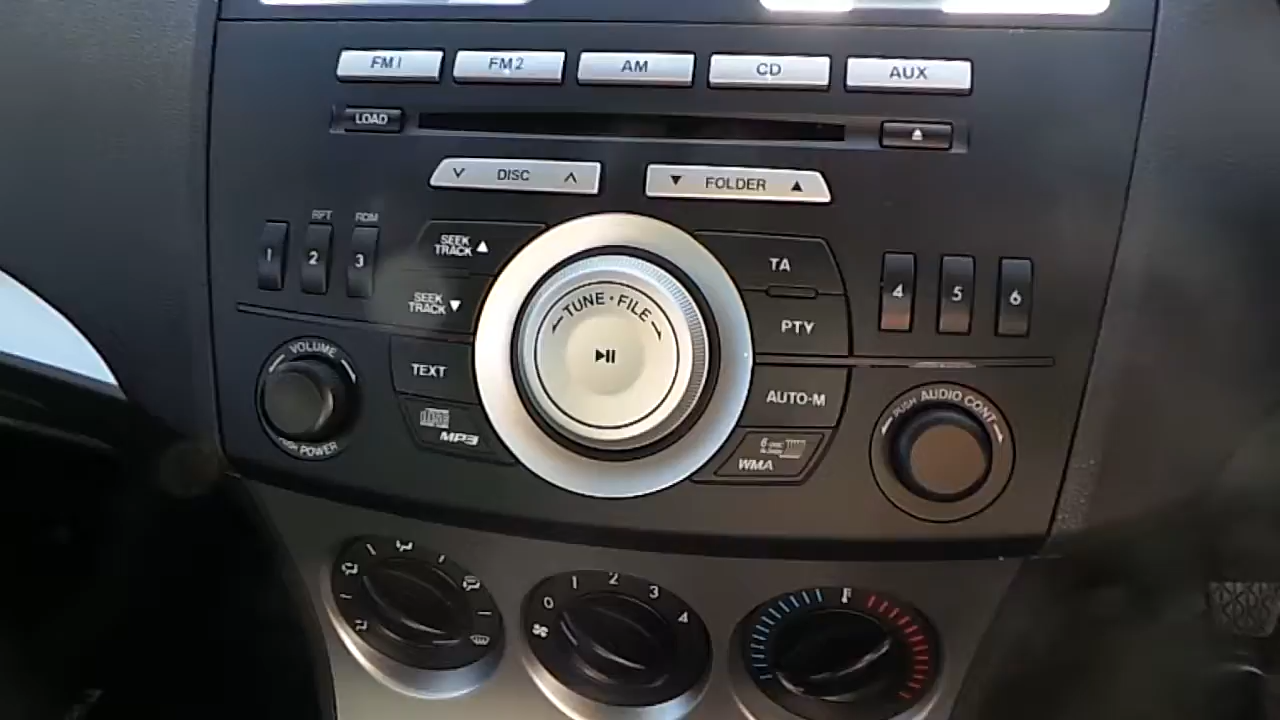 FM1 FM2 AM CD AUX
LOAD
DISC FOLDER
RPT RDM
1 2 3
SEEK
TRACK
TA
4 5 6
SEEK
TRACK
TUNE · FILE
PTY
VOLUME
TEXT
AUTO-M
PUSH AUDIO CONT
MP3
WMA
PUSH POWER
0 1 2 3 4